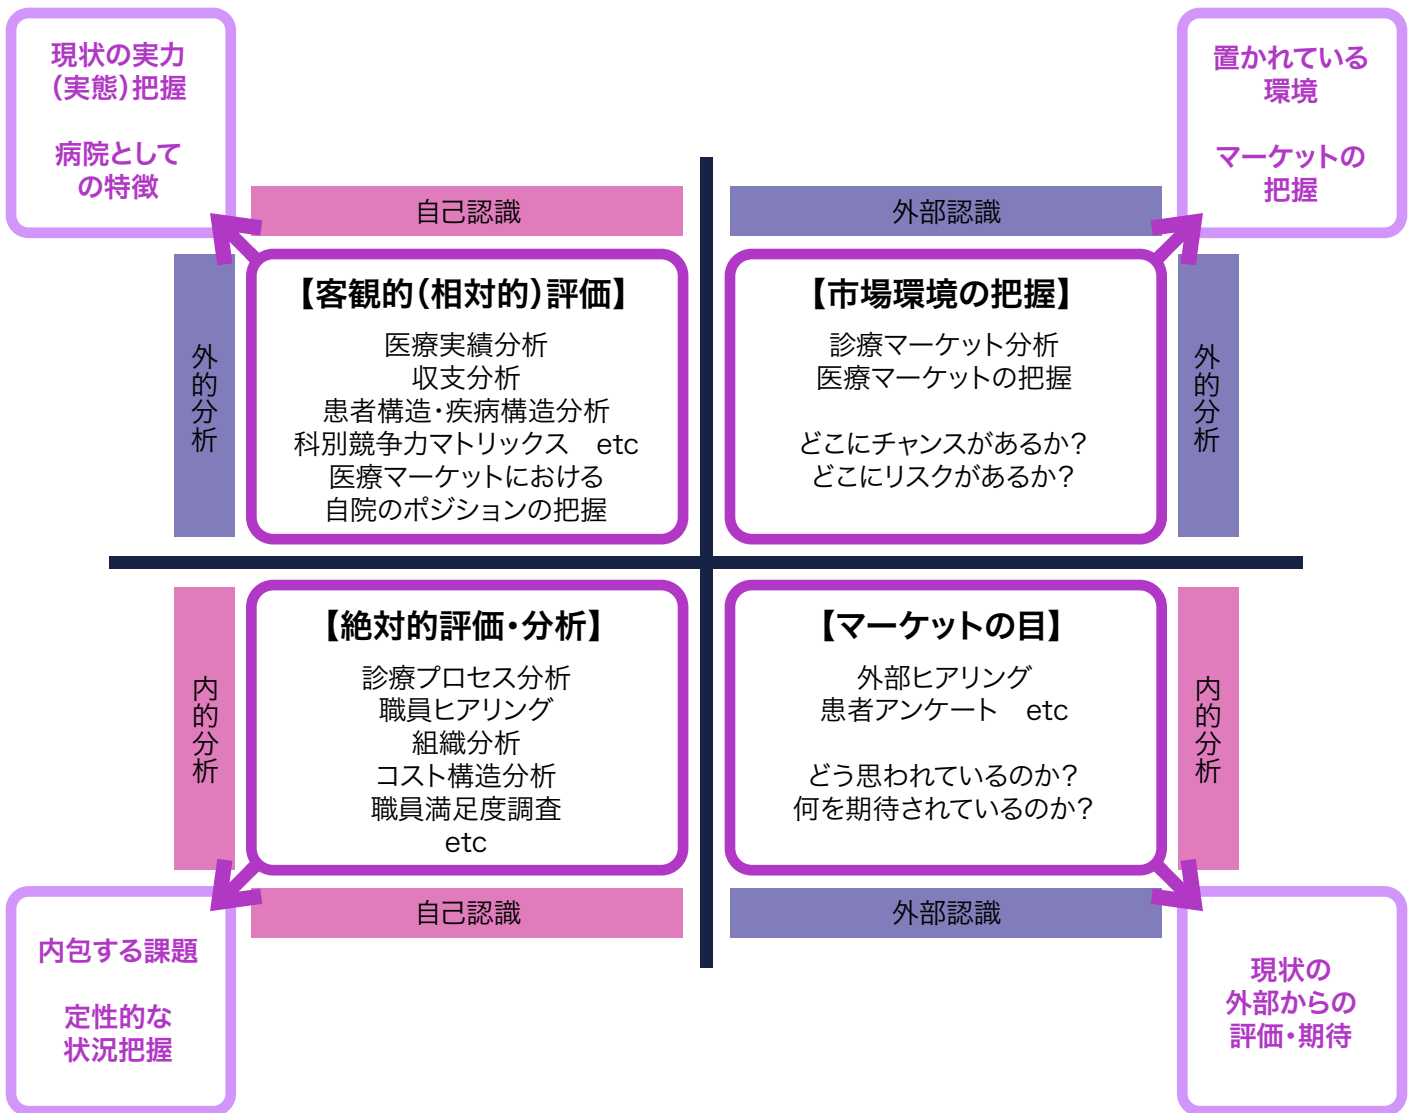 現状の実力
（実態）把握
病院として
の特徴
置かれている
環境
マーケットの
把握
自己認識
外部認識
外的分析
【客観的（相対的）評価】
医療実績分析
収支分析
患者構造・疾病構造分析
科別競争力マトリックス　etc
医療マーケットにおける
自院のポジションの把握
【市場環境の把握】
診療マーケット分析
医療マーケットの把握
どこにチャンスがあるか？
どこにリスクがあるか？
外的分析
内的分析
【絶対的評価・分析】
診療プロセス分析
職員ヒアリング
組織分析
コスト構造分析
職員満足度調査
etc
【マーケットの目】
外部ヒアリング
患者アンケート　etc
どう思われているのか？
何を期待されているのか？
内的分析
自己認識
外部認識
内包する課題
定性的な
状況把握
現状の
外部からの
評価・期待